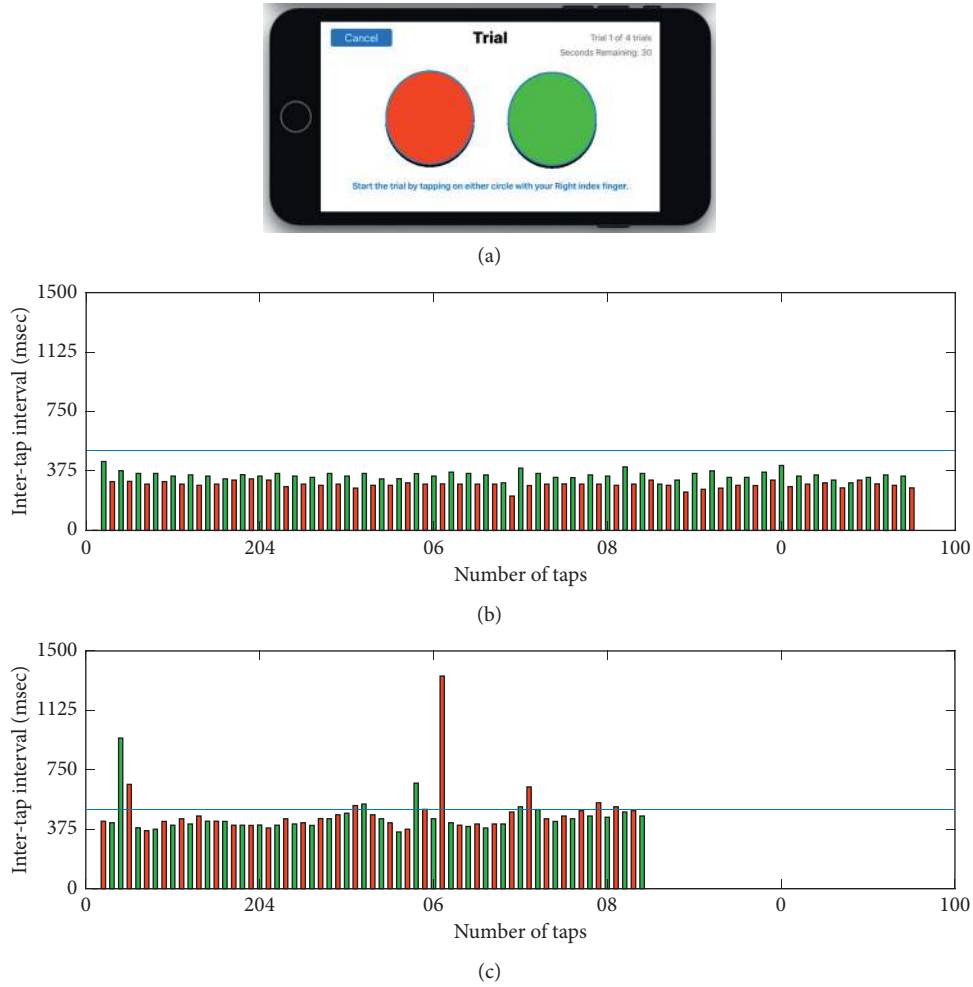 Cancel
Trial
Trial 1 of 4 trials
Seconds Remaining: 30
Start the trial by tapping on either circle with your Right index finger..
(a)
1500
1125
750
375
0
Inter-tap interval (msec)
0 204 06 08 0 100
Number of taps
(b)
1500
1125
750
375
0
Inter-tap interval (msec)
0 204 06 08 0 100
Number of taps
(c)